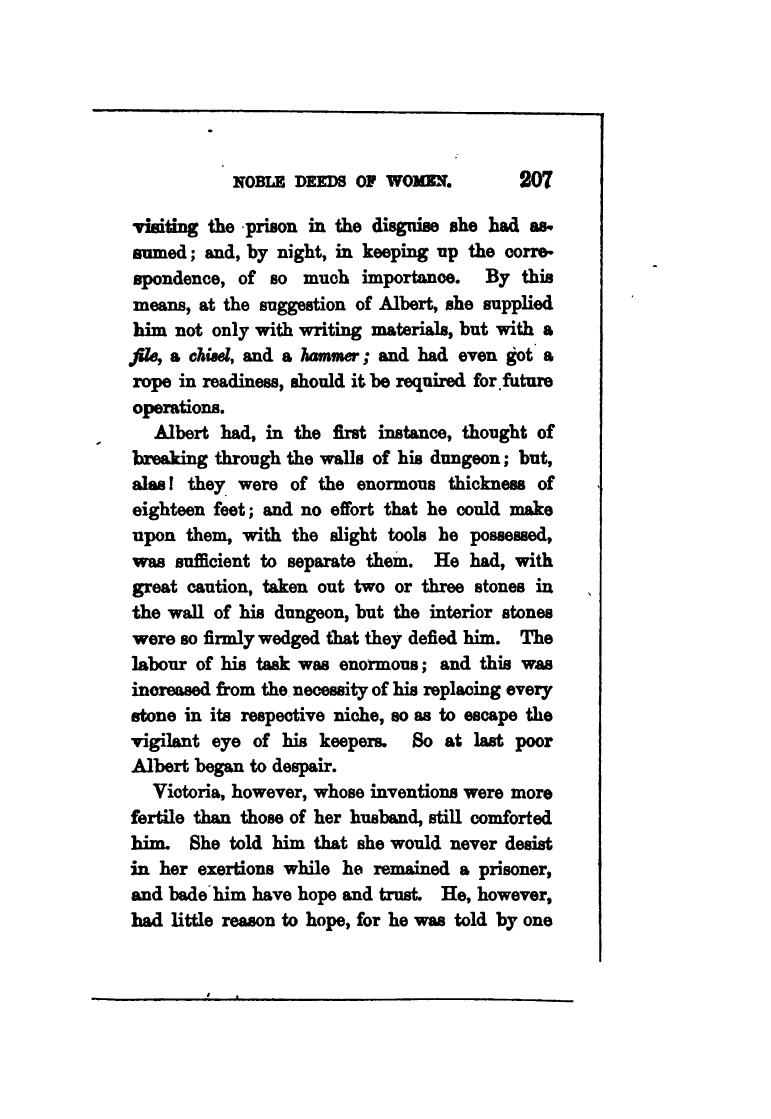 NOBLE DEEDS OF WOMEN. 207
visiting the prison in the disguise she had as-
sumed; and, by night, in keeping up the corre-
spondence, of so much importance. By this
means, at the suggestion of Albert, she supplied
him not only with writing materials, but with a
file, a chisel, and a hammer; and had even got a
rope in readiness, should it be required for future
operations.
Albert had, in the first instance, thought of
breaking through the walls of his dungeon; but,
alas! they were of the enormous thickness of
eighteen feet; and no effort that he could make
upon them, with the slight tools he possessed,
was sufficient to separate them. He had, with
great caution, taken out two or three stones in
the wall of his dungeon, but the interior stones
were so firmly wedged that they defied him. The
labour of his task was enormous; and this was
increased from the necessity of his replacing every
stone in its respective niche, so as to escape the
vigilant eye of his keepers. So at last poor
Albert began to despair.
Victoria, however, whose inventions were more
fertile than those of her husband, still comforted
him. She told him that she would never desist
in her exertions while he remained a prisoner,
and bade him have hope and trust. He, however,
had little reason to hope, for he was told by one